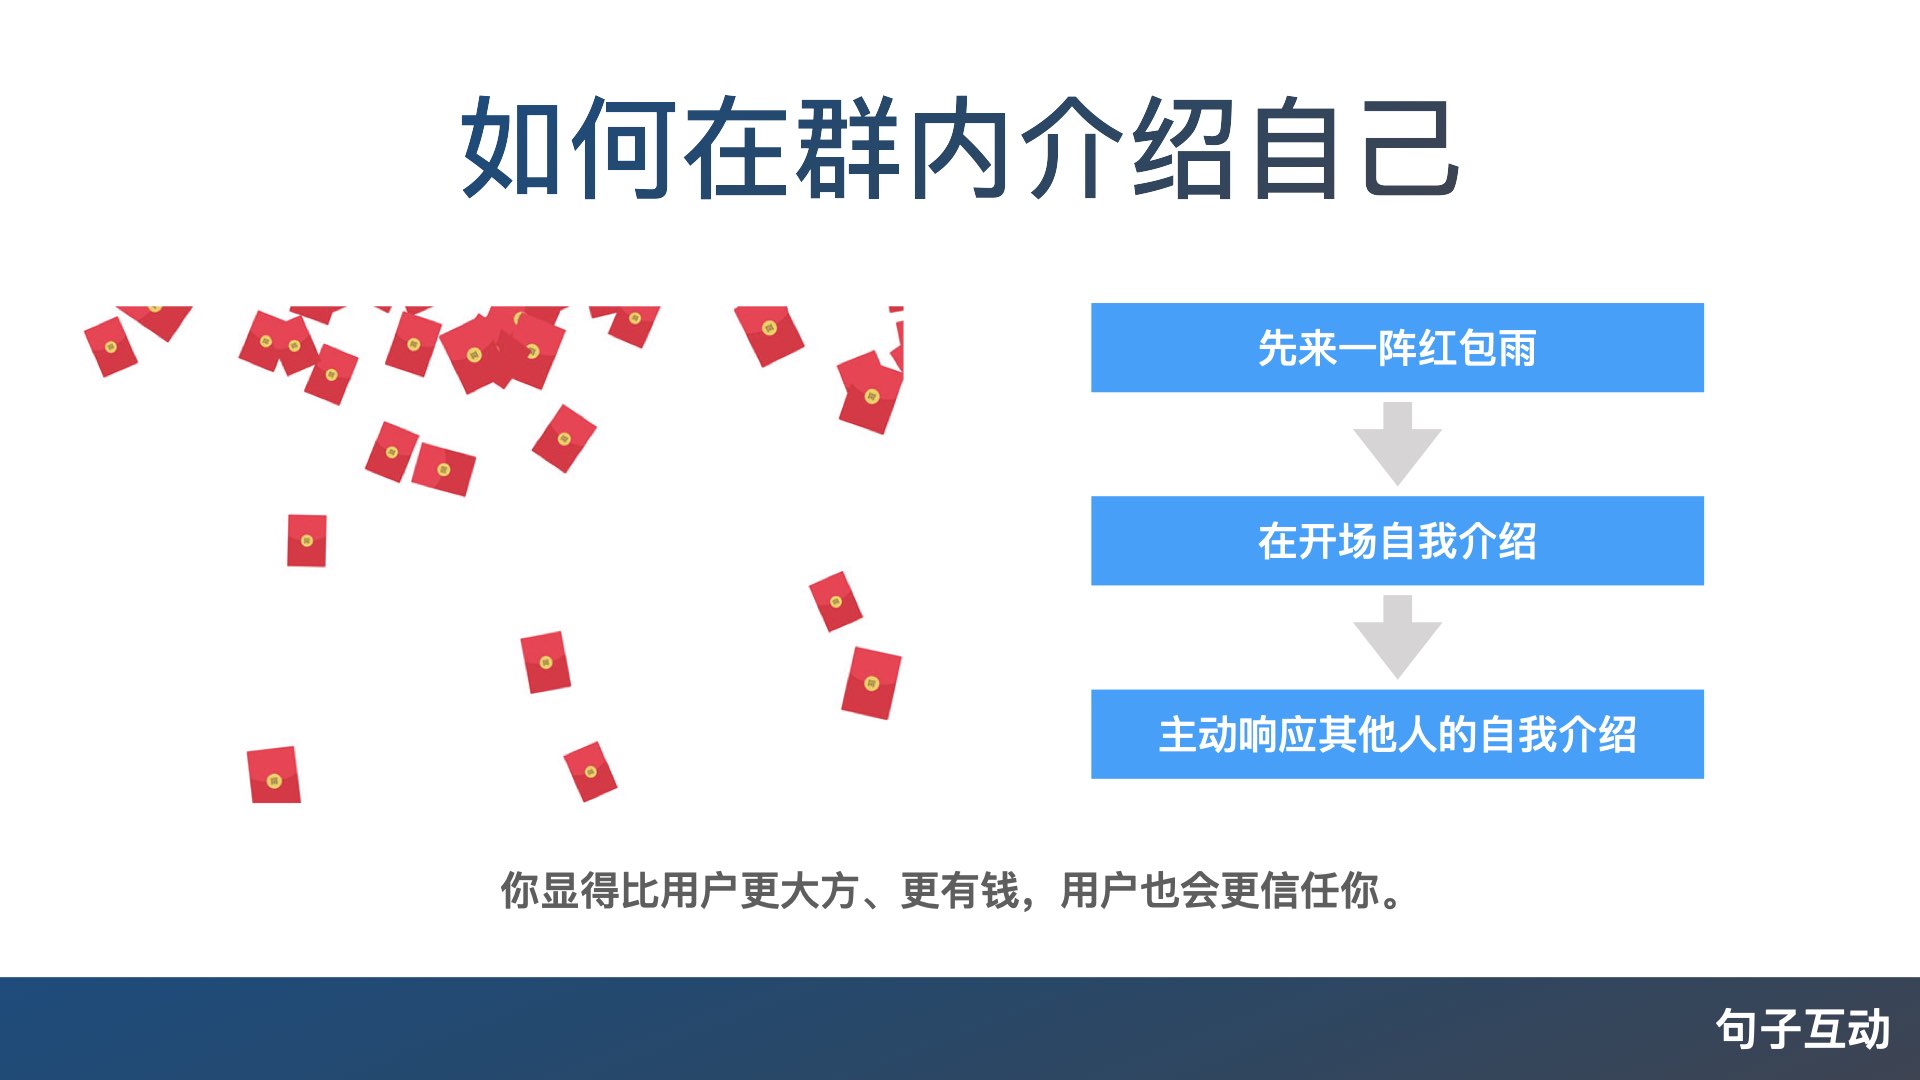 如何在群内介绍自己
先来一阵红包雨
在开场自我介绍
主动响应其他人的自我介绍
你显得比用户更大方、更有钱，用户也会更信任你。
句子互动